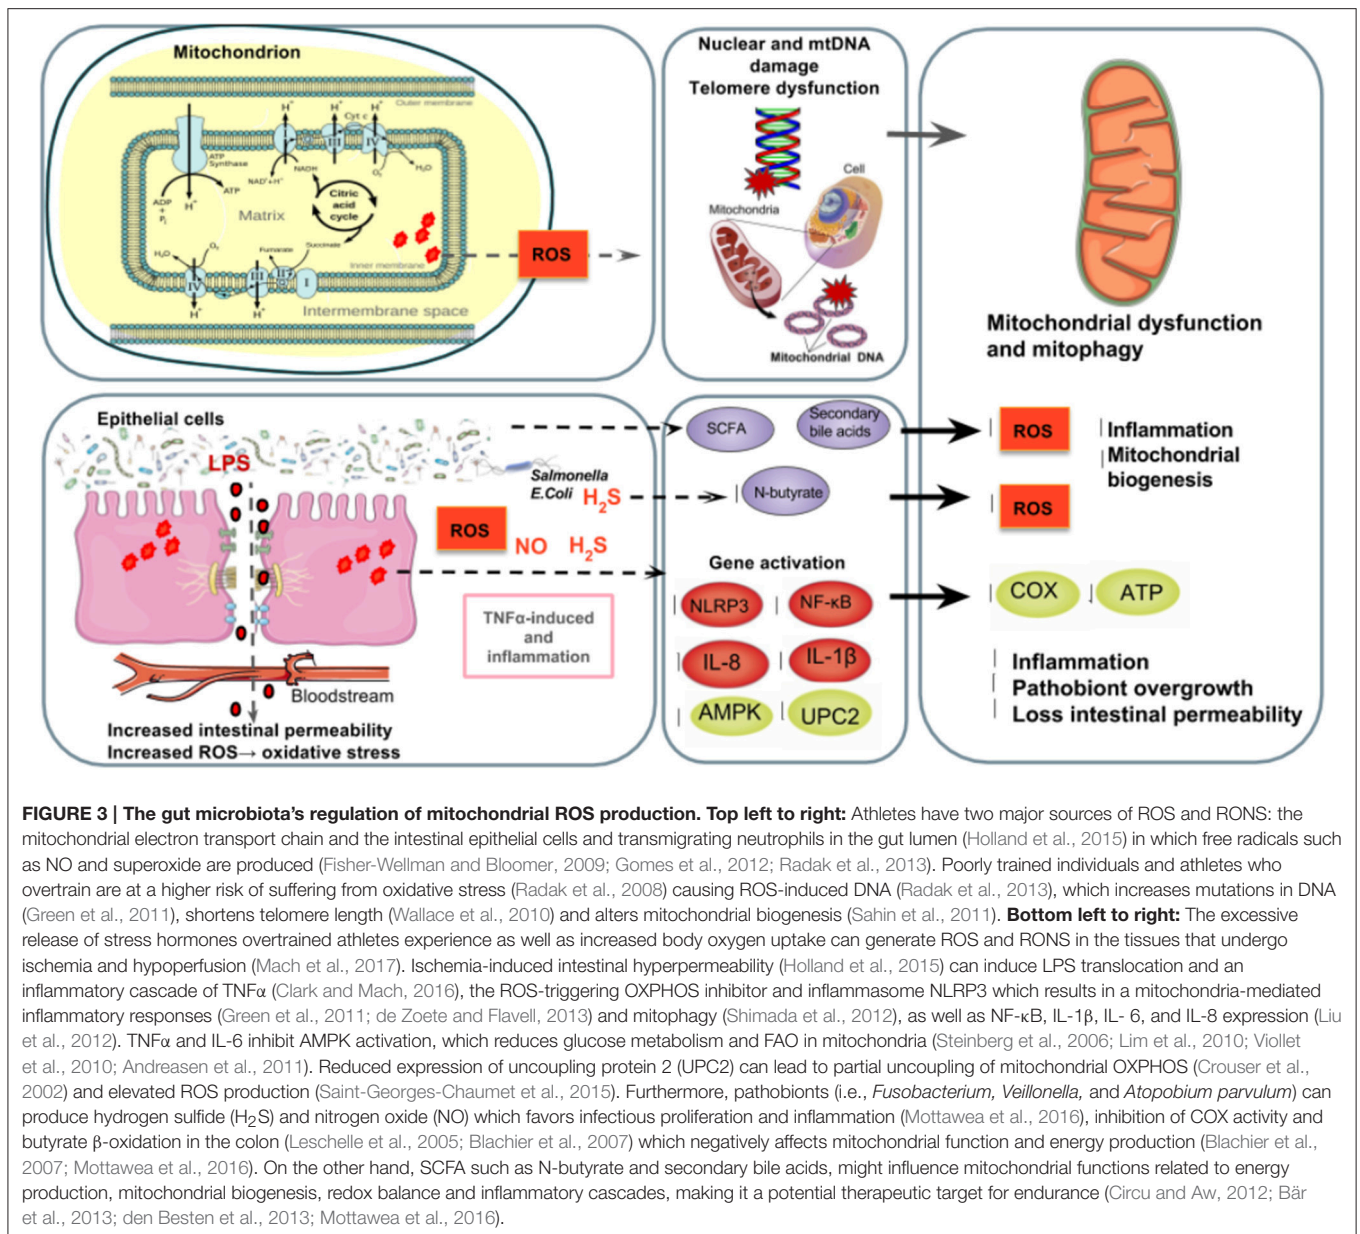 Mitochondrion
Outer membrane
H+
H+
H+
Cyt c
I
III
IV
ATP
Synthase
NADH
NAD+ +H+
O2
H2O
ATP
ADP
+
Pi
H+
Citric
acid
cycle
Matrix
Succinate
Fumarate
O2
H2O
Inner membrane
IV
III
II
I
H+
H+
Intermembrane space
ROS
Nuclear and mtDNA
damage
Telomere dysfunction
Cell
Mitochondria
Mitochondrial DNA
Mitochondrial dysfunction
and mitophagy
Epithelial cells
LPS
Salmonella
E.Coli
H2S
ROS
NO
H2S
TNFα-induced
and
inflammation
Bloodstream
Increased intestinal permeability
Increased ROS→ oxidative stress
SCFA
Secondary
bile acids
N-butyrate
Gene activation
NLRP3
NF-κB
IL-8
IL-1β
AMPK
UPC2
ROS
Inflammation
Mitochondrial
biogenesis
ROS
COX
ATP
Inflammation
Pathobiont overgrowth
Loss intestinal permeability
FIGURE 3 | The gut microbiota's regulation of mitochondrial ROS production. Top left to right: Athletes have two major sources of ROS and RONS: the
mitochondrial electron transport chain and the intestinal epithelial cells and transmigrating neutrophils in the gut lumen (Holland et al., 2015) in which free radicals such
as NO and superoxide are produced (Fisher-Wellman and Bloomer, 2009; Gomes et al., 2012; Radak et al., 2013). Poorly trained individuals and athletes who
overtrain are at a higher risk of suffering from oxidative stress (Radak et al., 2008) causing ROS-induced DNA (Radak et al., 2013), which increases mutations in DNA
(Green et al., 2011), shortens telomere length (Wallace et al., 2010) and alters mitochondrial biogenesis (Sahin et al., 2011). Bottom left to right: The excessive
release of stress hormones overtrained athletes experience as well as increased body oxygen uptake can generate ROS and RONS in the tissues that undergo
ischemia and hypoperfusion (Mach et al., 2017). Ischemia-induced intestinal hyperpermeability (Holland et al., 2015) can induce LPS translocation and an
inflammatory cascade of TNFα (Clark and Mach, 2016), the ROS-triggering OXPHOS inhibitor and inflammasome NLRP3 which results in a mitochondria-mediated
inflammatory responses (Green et al., 2011; de Zoete and Flavell, 2013) and mitophagy (Shimada et al., 2012), as well as NF-κB, IL-1β, IL- 6, and IL-8 expression (Liu
et al., 2012). TNFα and IL-6 inhibit AMPK activation, which reduces glucose metabolism and FAO in mitochondria (Steinberg et al., 2006; Lim et al., 2010; Viollet
et al., 2010; Andreasen et al., 2011). Reduced expression of uncoupling protein 2 (UPC2) can lead to partial uncoupling of mitochondrial OXPHOS (Crouser et al.,
2002) and elevated ROS production (Saint-Georges-Chaumet et al., 2015). Furthermore, pathobionts (i.e., Fusobacterium, Veillonella, and Atopobium parvulum) can
produce hydrogen sulfide (H2S) and nitrogen oxide (NO) which favors infectious proliferation and inflammation (Mottawea et al., 2016), inhibition of COX activity and
butyrate β-oxidation in the colon (Leschelle et al., 2005; Blachier et al., 2007) which negatively affects mitochondrial function and energy production (Blachier et al.,
2007; Mottawea et al., 2016). On the other hand, SCFA such as N-butyrate and secondary bile acids, might influence mitochondrial functions related to energy
production, mitochondrial biogenesis, redox balance and inflammatory cascades, making it a potential therapeutic target for endurance (Circu and Aw, 2012; Bär
et al., 2013; den Besten et al., 2013; Mottawea et al., 2016).